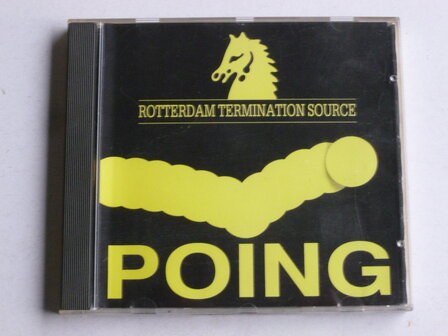 ROTTERDAM TERMINATION SOURCE
POING